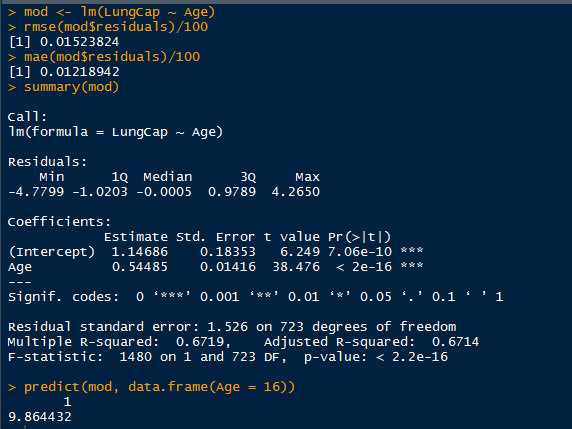 > mod <- lm(LungCap ~ Age)
> rmse(mod$residuals)/100
[1] 0.01523824
> mae(mod$residuals)/100
[1] 0.01218942
> summary(mod)
Call:
lm(formula = LungCap ~ Age)
Residuals:
    Min      1Q  Median      3Q     Max
-4.7799 -1.0203 -0.0005  0.9789  4.2650
Coefficients:
            Estimate Std. Error t value Pr(>|t|)
(Intercept)  1.14686    0.18353   6.249 7.06e-10 ***
Age          0.54485    0.01416  38.476  < 2e-16 ***
---
Signif. codes:  0 ‘***’ 0.001 ‘**’ 0.01 ‘*’ 0.05 ‘.’ 0.1 ‘ ’ 1
Residual standard error: 1.526 on 723 degrees of freedom
Multiple R-squared:  0.6719,	Adjusted R-squared:  0.6714
F-statistic:  1480 on 1 and 723 DF,  p-value: < 2.2e-16
> predict(mod, data.frame(Age = 16))
       1
9.864432